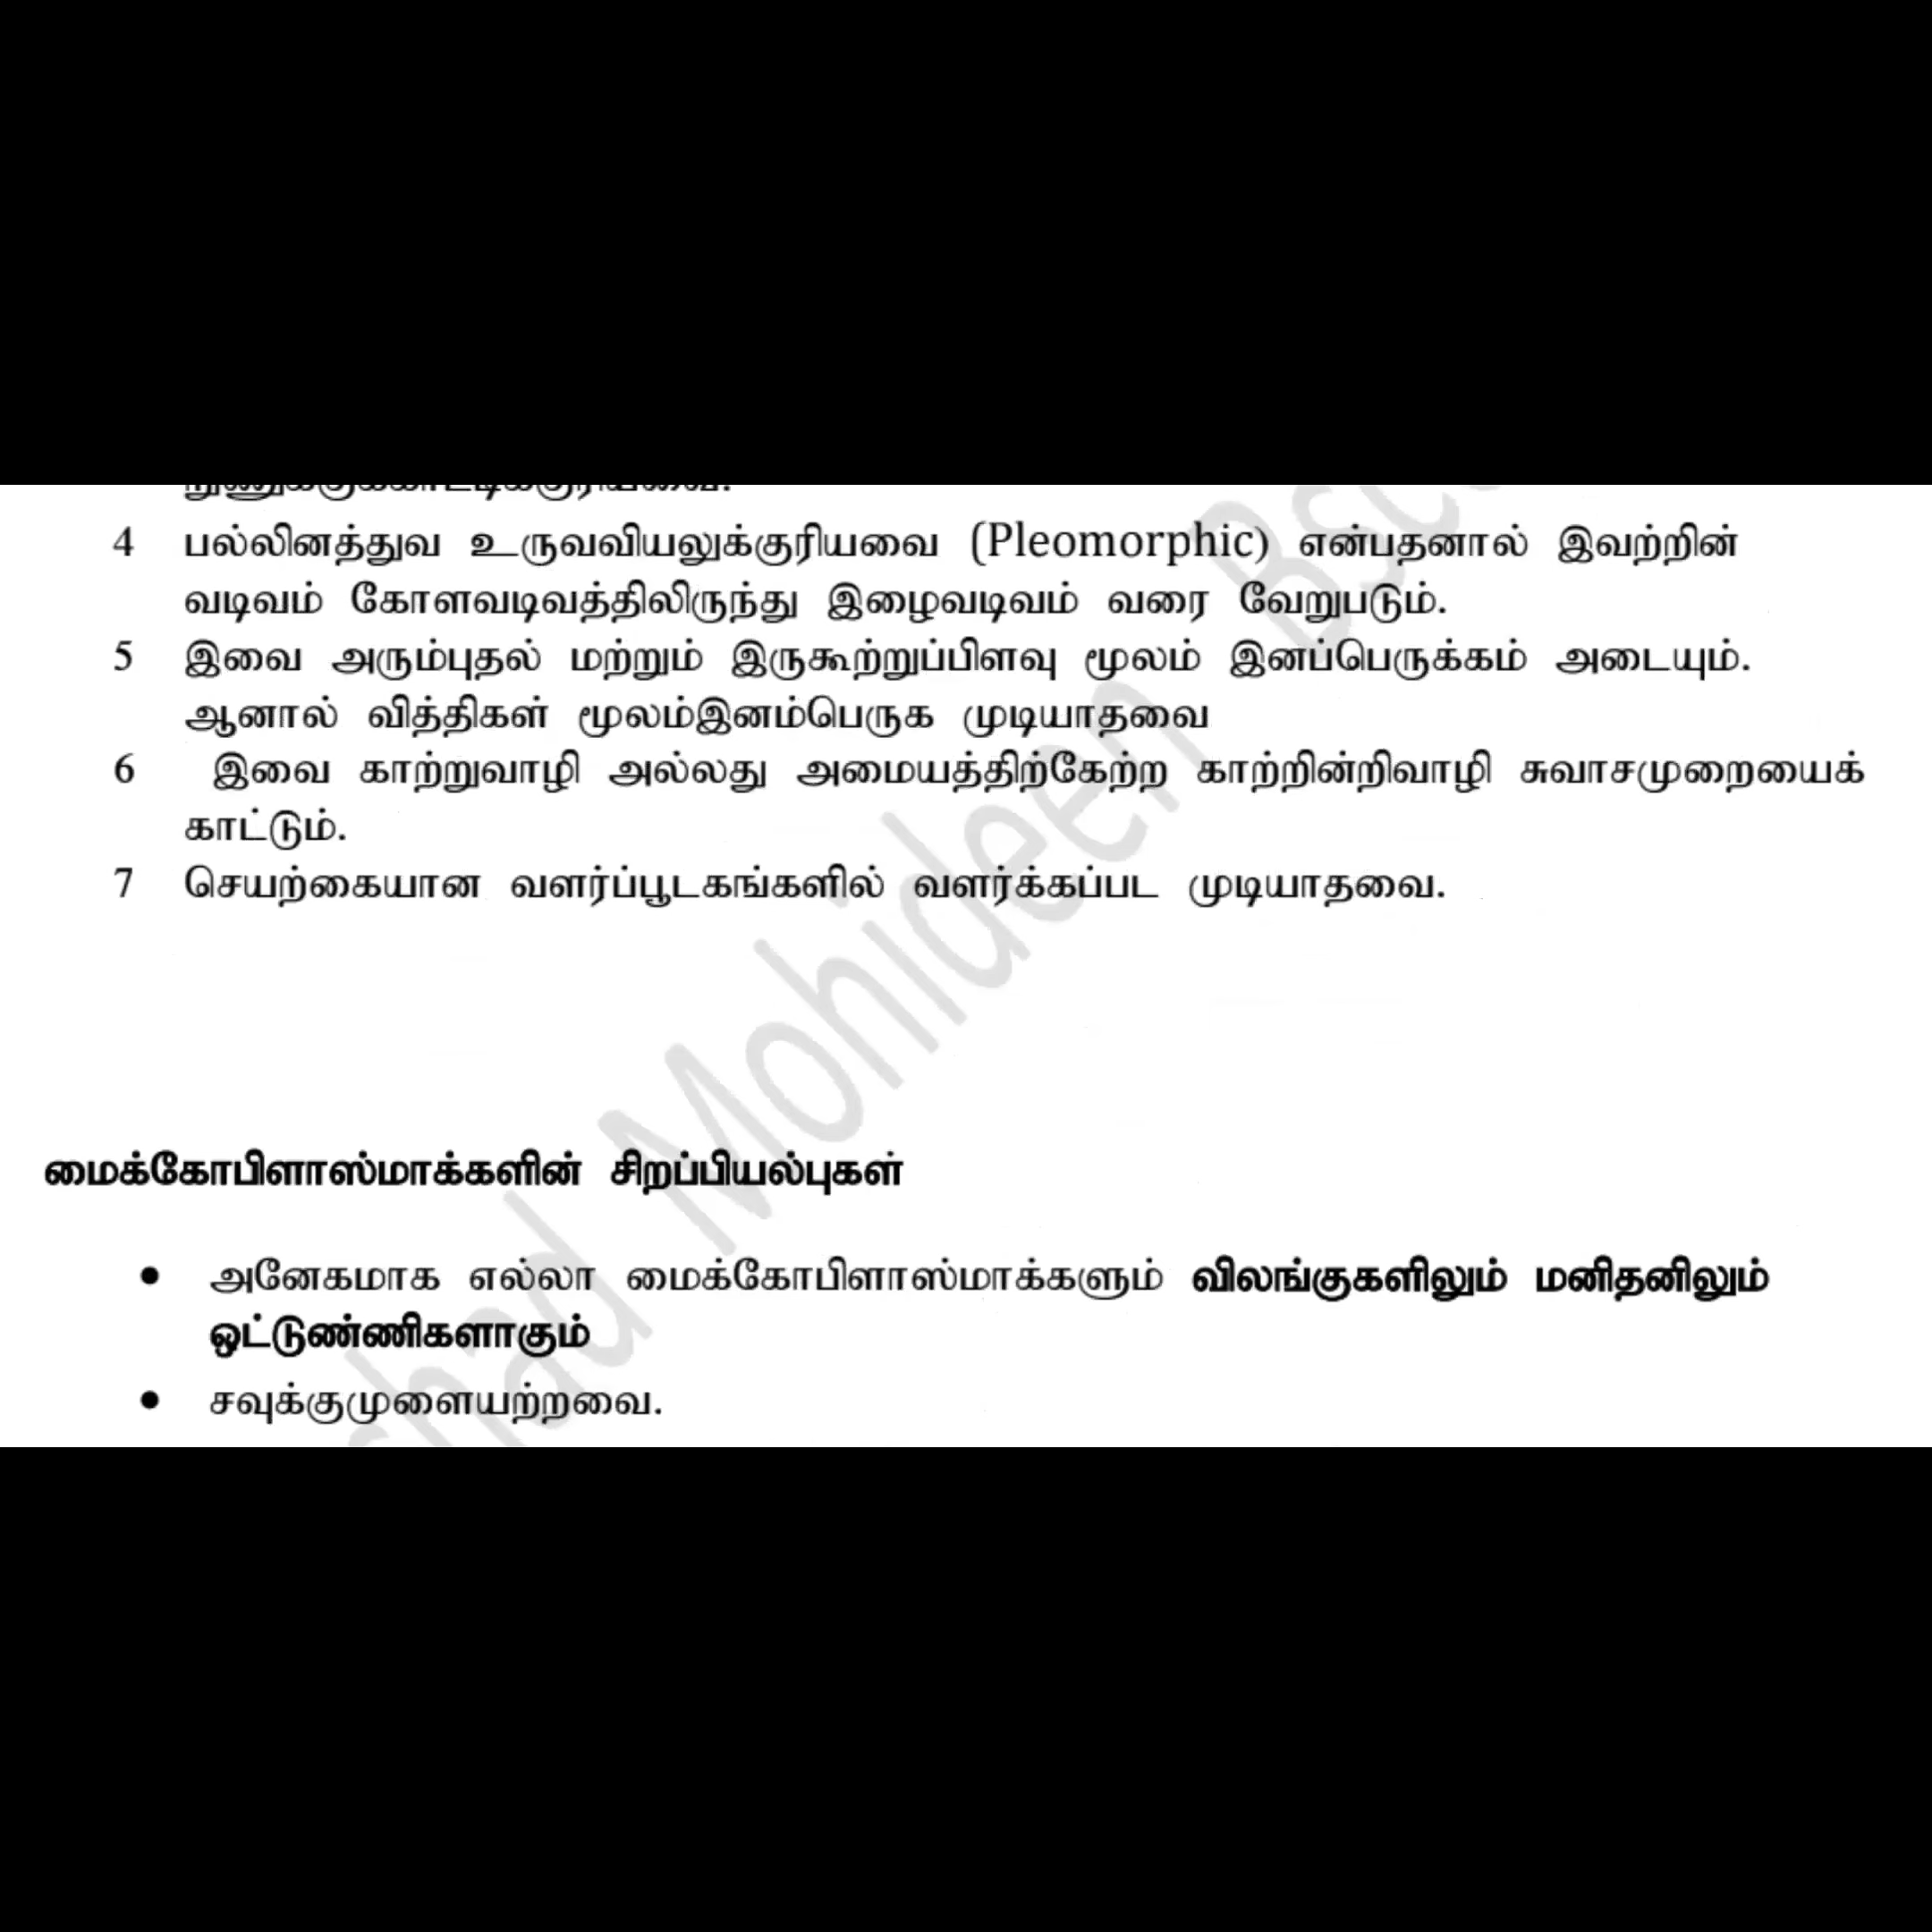 4 பல்லினத்துவ உருவவியலுக்குரியவை (Pleomorphic) என்பதனால் இவற்றின்
வடிவம் கோளவடிவத்திலிருந்து இழைவடிவம் வரை வேறுபடும்.
5 இவை அரும்புதல் மற்றும் இருகூற்றுப்பிளவு மூலம் இனப்பெருக்கம் அடையும்.
ஆனால் வித்திகள் மூலம்இனம்பெருக முடியாதவை
6 இவை காற்றுவாழி அல்லது அமையத்திற்கேற்ற காற்றின்றிவாழி சுவாசமுறையைக்
காட்டும்.
7 செயற்கையான வளர்ப்பூடகங்களில் வளர்க்கப்பட முடியாதவை.
மைக்கோபிளாஸ்மாக்களின் சிறப்பியல்புகள்
• அனேகமாக எல்லா மைக்கோபிளாஸ்மாக்களும் விலங்குகளிலும் மனிதனிலும்
ஒட்டுண்ணிகளாகும்
• சவுக்குமுளையற்றவை.
Mohideen